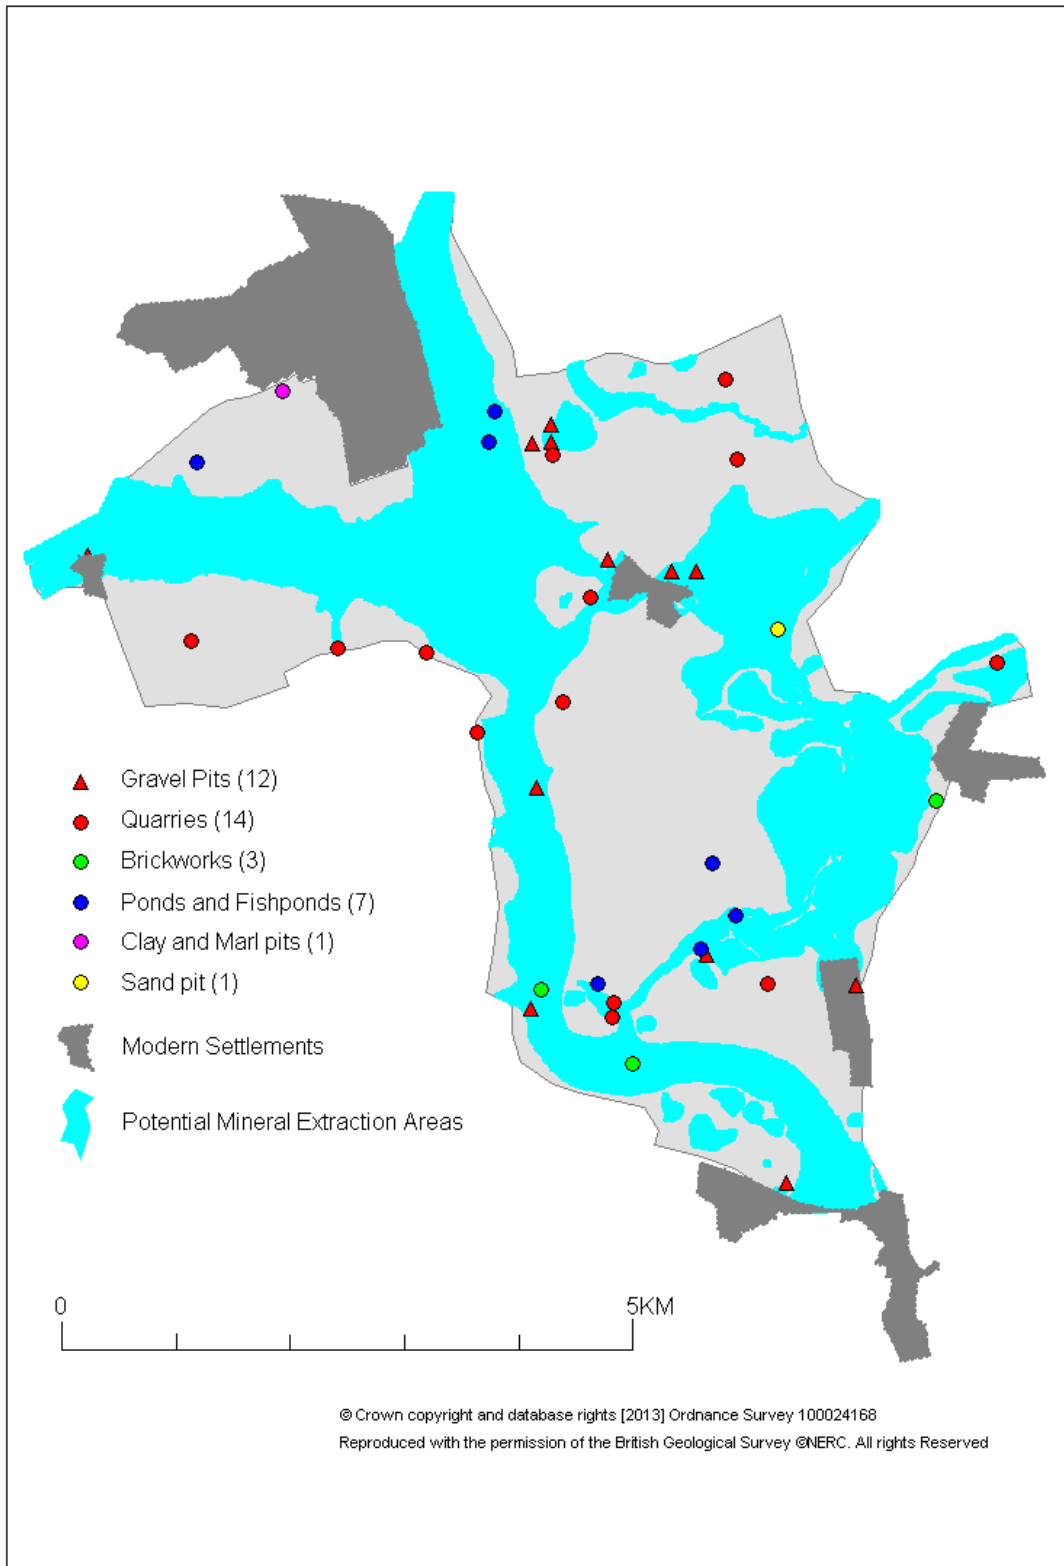 Gravel Pits (12)
Quarries (14)
Brickworks (3)
Ponds and Fishponds (7)
Clay and Marl pits (1)
Sand pit (1)
Modern Settlements
Potential Mineral Extraction Areas
0 5KM
© Crown copyright and database rights [2013] Ordnance Survey 100024168
Reproduced with the permission of the British Geological Survey ©NERC. All rights Reserved